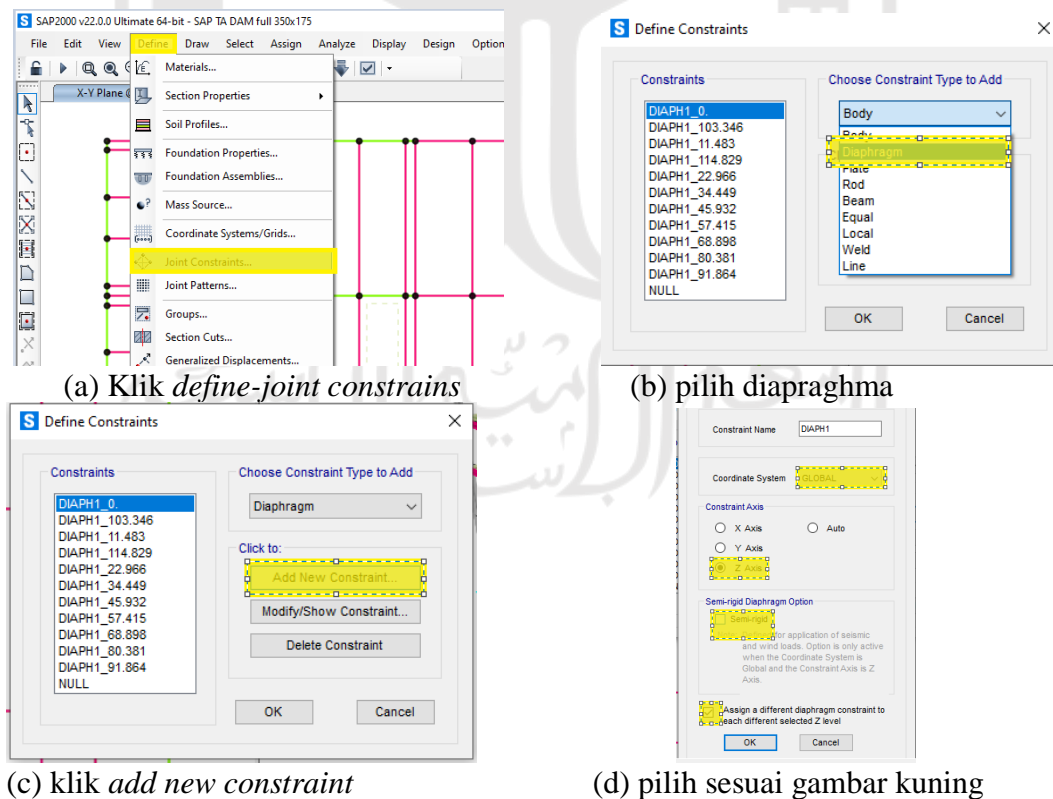 SAP2000 v22.0.0 Ultimate 64-bit - SAP TA DAM full 350x175
File Edit View Define Draw Select Assign Analyze Display Design Option
X-Y Plane
Materials...
Section Properties
Soil Profiles...
Foundation Properties...
Foundation Assemblies...
Mass Source...
Coordinate Systems/Grids...
Joint Constraints...
Joint Patterns...
Groups...
Section Cuts...
Generalized Displacements...
(a) Klik define-joint constrains
Define Constraints
Constraints
DIAPH1_0.
DIAPH1_103.346
DIAPH1_11.483
DIAPH1_114.829
DIAPH1_22.966
DIAPH1_34.449
DIAPH1_45.932
DIAPH1_57.415
DIAPH1_68.898
DIAPH1_80.381
DIAPH1_91.864
NULL
Choose Constraint Type to Add
Body
Body
Diaphragm
Plate
Rod
Beam
Equal
Local
Weld
Line
OK Cancel
(b) pilih diapraghma
Define Constraints
Constraints
DIAPH1_0.
DIAPH1_103.346
DIAPH1_11.483
DIAPH1_114.829
DIAPH1_22.966
DIAPH1_34.449
DIAPH1_45.932
DIAPH1_57.415
DIAPH1_68.898
DIAPH1_80.381
DIAPH1_91.864
NULL
Choose Constraint Type to Add
Diaphragm
Click to:
Add New Constraint...
Modify/Show Constraint...
Delete Constraint
OK Cancel
(c) klik add new constraint
Constraint Name DIAPH1
Coordinate System GLOBAL
Constraint Axis
X Axis Auto
Y Axis
Z Axis
Semi-rigid Diaphragm Option
Semi-rigid
for application of seismic
and wind loads. Option is only active
when the Coordinate System is
Global and the Constraint Axis is Z
Axis.
Assign a different diaphragm constraint to
each different selected Z level
OK Cancel
(d) pilih sesuai gambar kuning